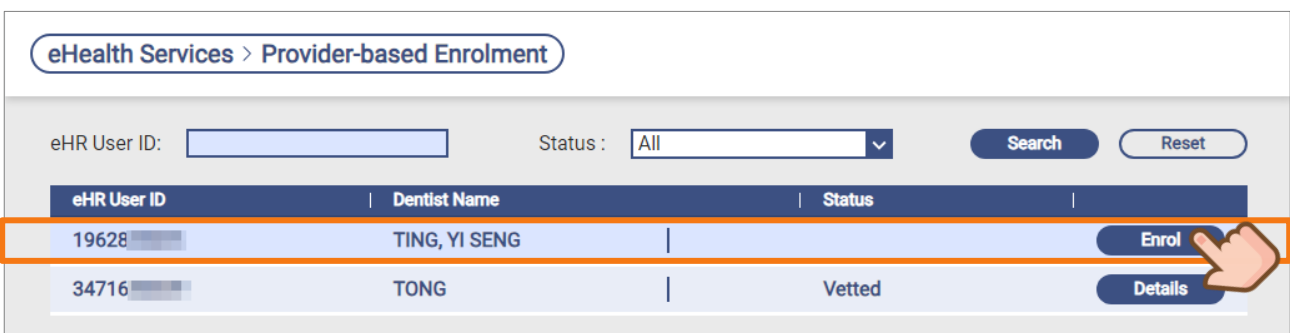 eHealth Services > Provider-based Enrolment
eHR User ID: Status : All Search Reset
eHR User ID Dentist Name Status
19628 TING, YI SENG Enrol
34716 TONG Vetted Details